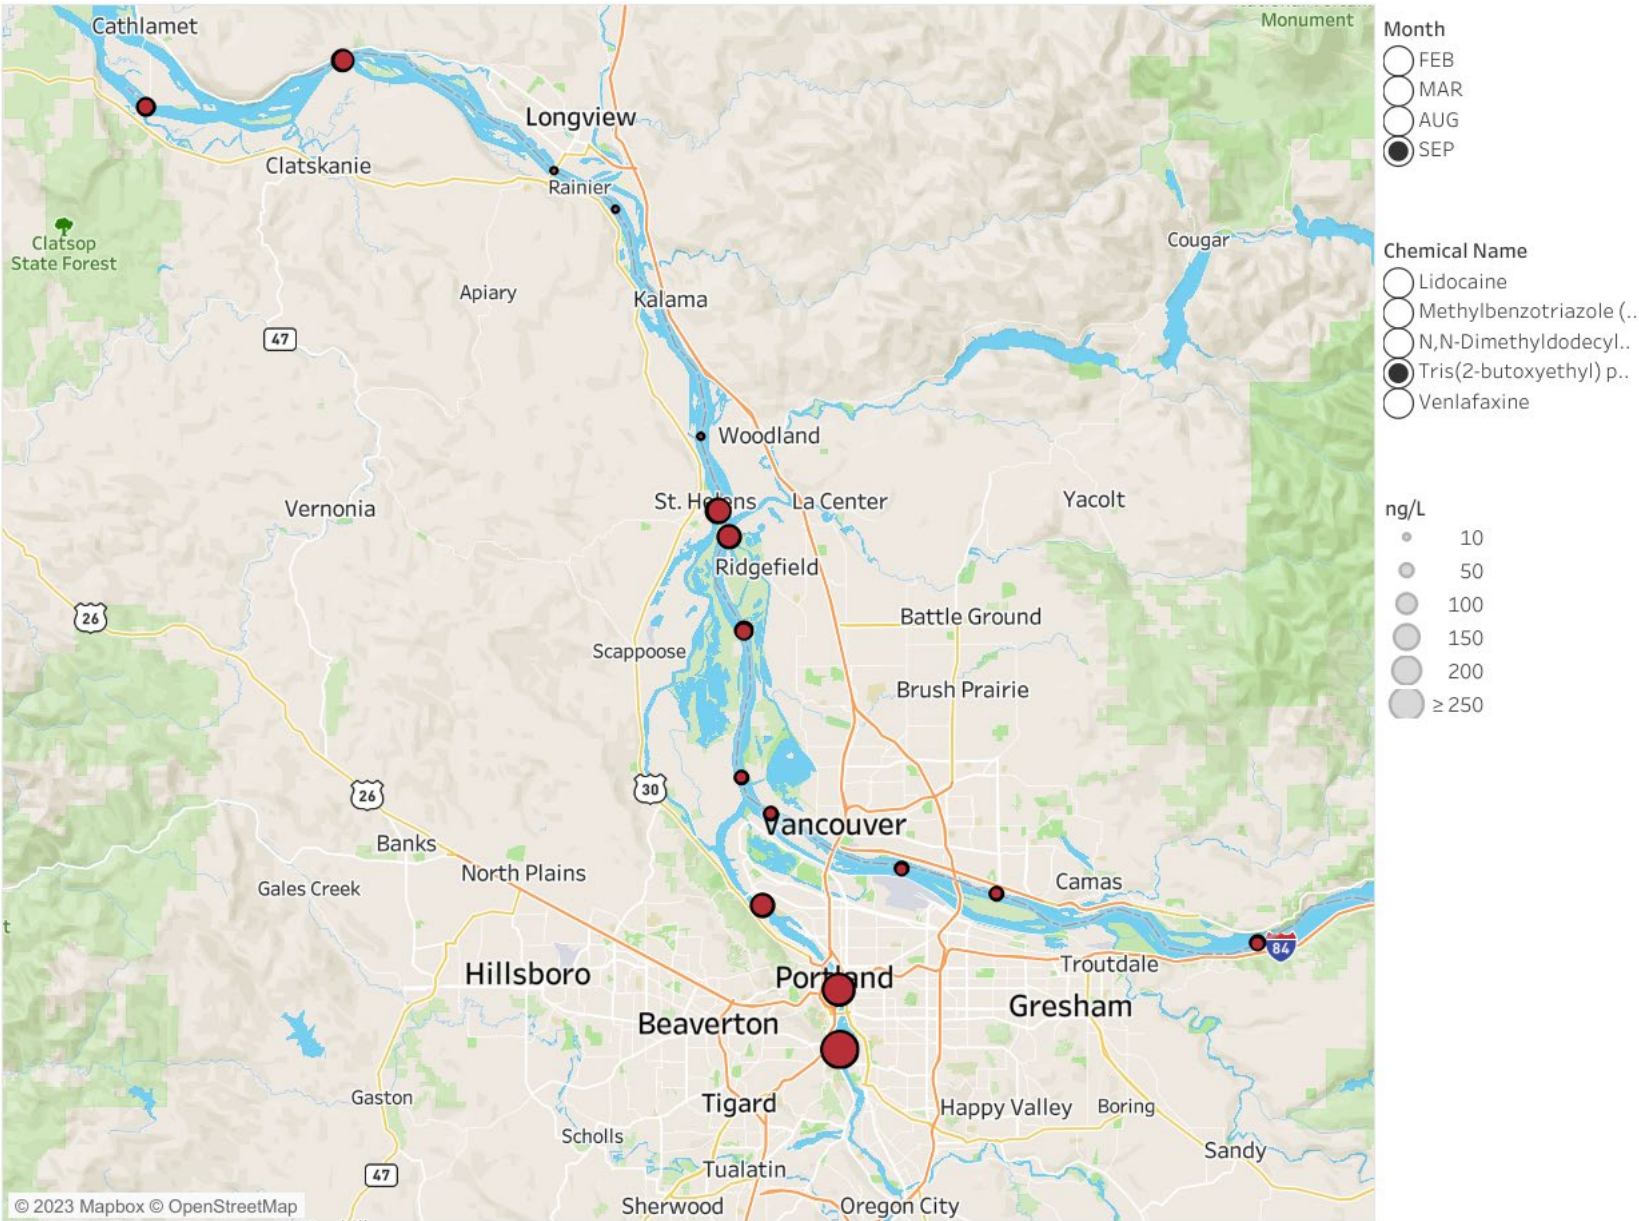 Cathlamet
Monument
Longview
Clatskanie
Rainier
Clatsop
State Forest
Cougar
Apiary
Kalama
47
Woodland
St. Helens
La Center
Yacolt
Vernonia
Ridgefield
26
Battle Ground
Scappoose
Brush Prairie
30
26
Vancouver
Banks
North Plains
Gales Creek
Camas
t
84
Troutdale
Hillsboro
Portland
Gresham
Beaverton
Gaston
Tigard
Happy Valley
Boring
Scholls
Sandy
Tualatin
47
Sherwood
Oregon City
© 2023 Mapbox © OpenStreetMap
Month
FEB
MAR
AUG
SEP
Chemical Name
Lidocaine
Methylbenzotriazole (..
N,N-Dimethyldodecyl..
Tris(2-butoxyethyl) p..
Venlafaxine
ng/L
10
50
100
150
200
≥ 250